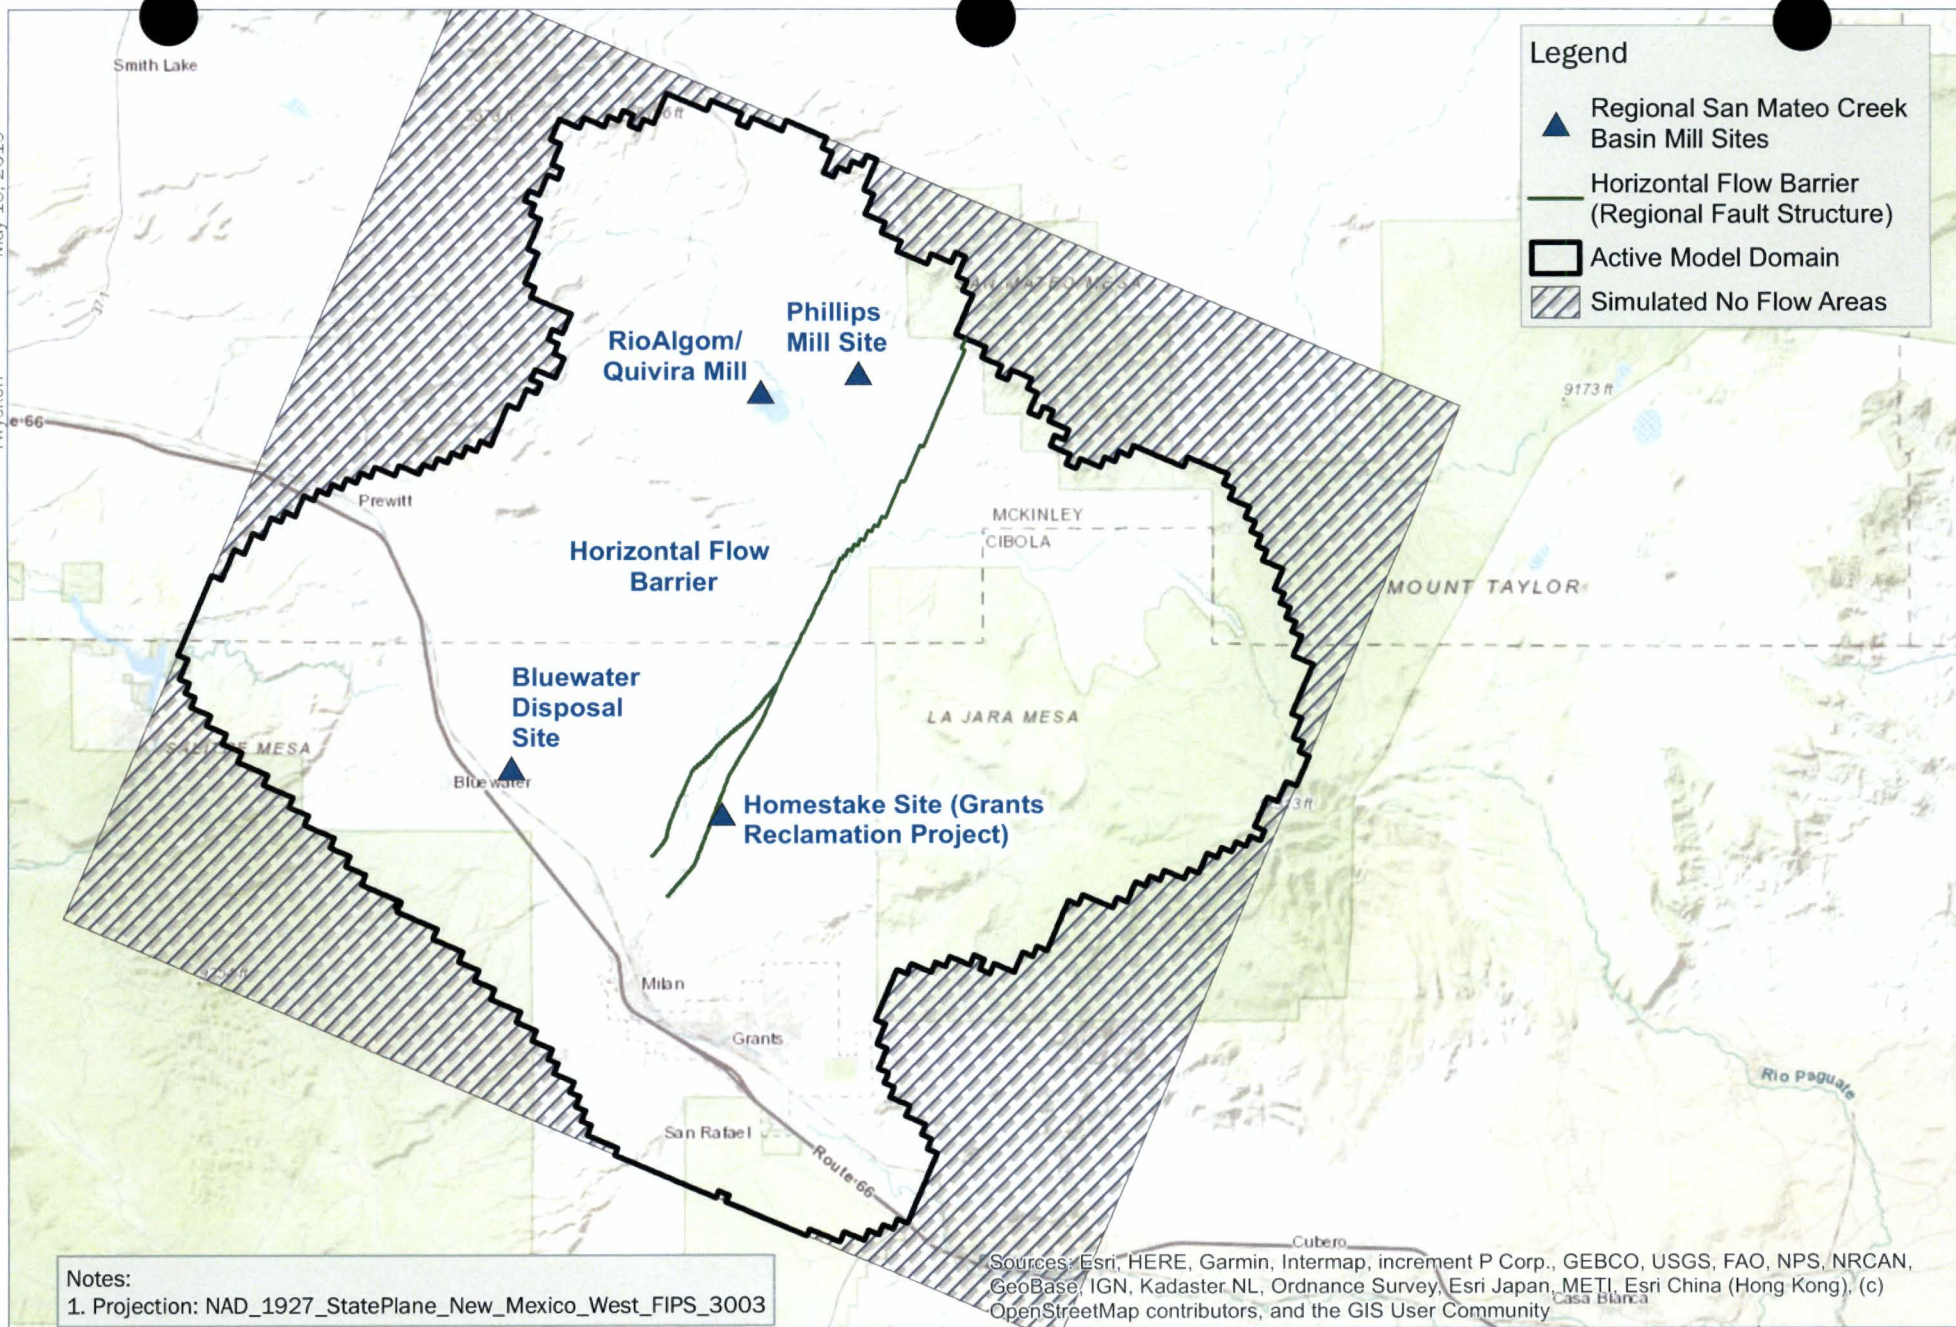 Legend
Regional San Mateo Creek
Basin Mill Sites
Horizontal Flow Barrier
(Regional Fault Structure)
Active Model Domain
Simulated No Flow Areas
Smith Lake
371
SAN MATEO MESA
Phillips
Mill Site
RioAlgom/
Quivira Mill
9173 ft
e 66
Prewitt
MCKINLEY
CIBOLA
Horizontal Flow
Barrier
MOUNT TAYLOR
Bluewater
Disposal
Site
LA JARA MESA
MESA
Bluewater
Homestake Site (Grants
Reclamation Project)
Milan
Grants
Rio Paguate
San Rafael
Route 66
Cubero
Casa Blanca
Notes:
1. Projection: NAD_1927_StatePlane_New_Mexico_West_FIPS_3003
Sources: Esri, HERE, Garmin, Intermap, increment P Corp., GEBCO, USGS, FAO, NPS, NRCAN,
GeoBase, IGN, Kadaster NL, Ordnance Survey, Esri Japan, METI, Esri China (Hong Kong), (c)
OpenStreetMap contributors, and the GIS User Community